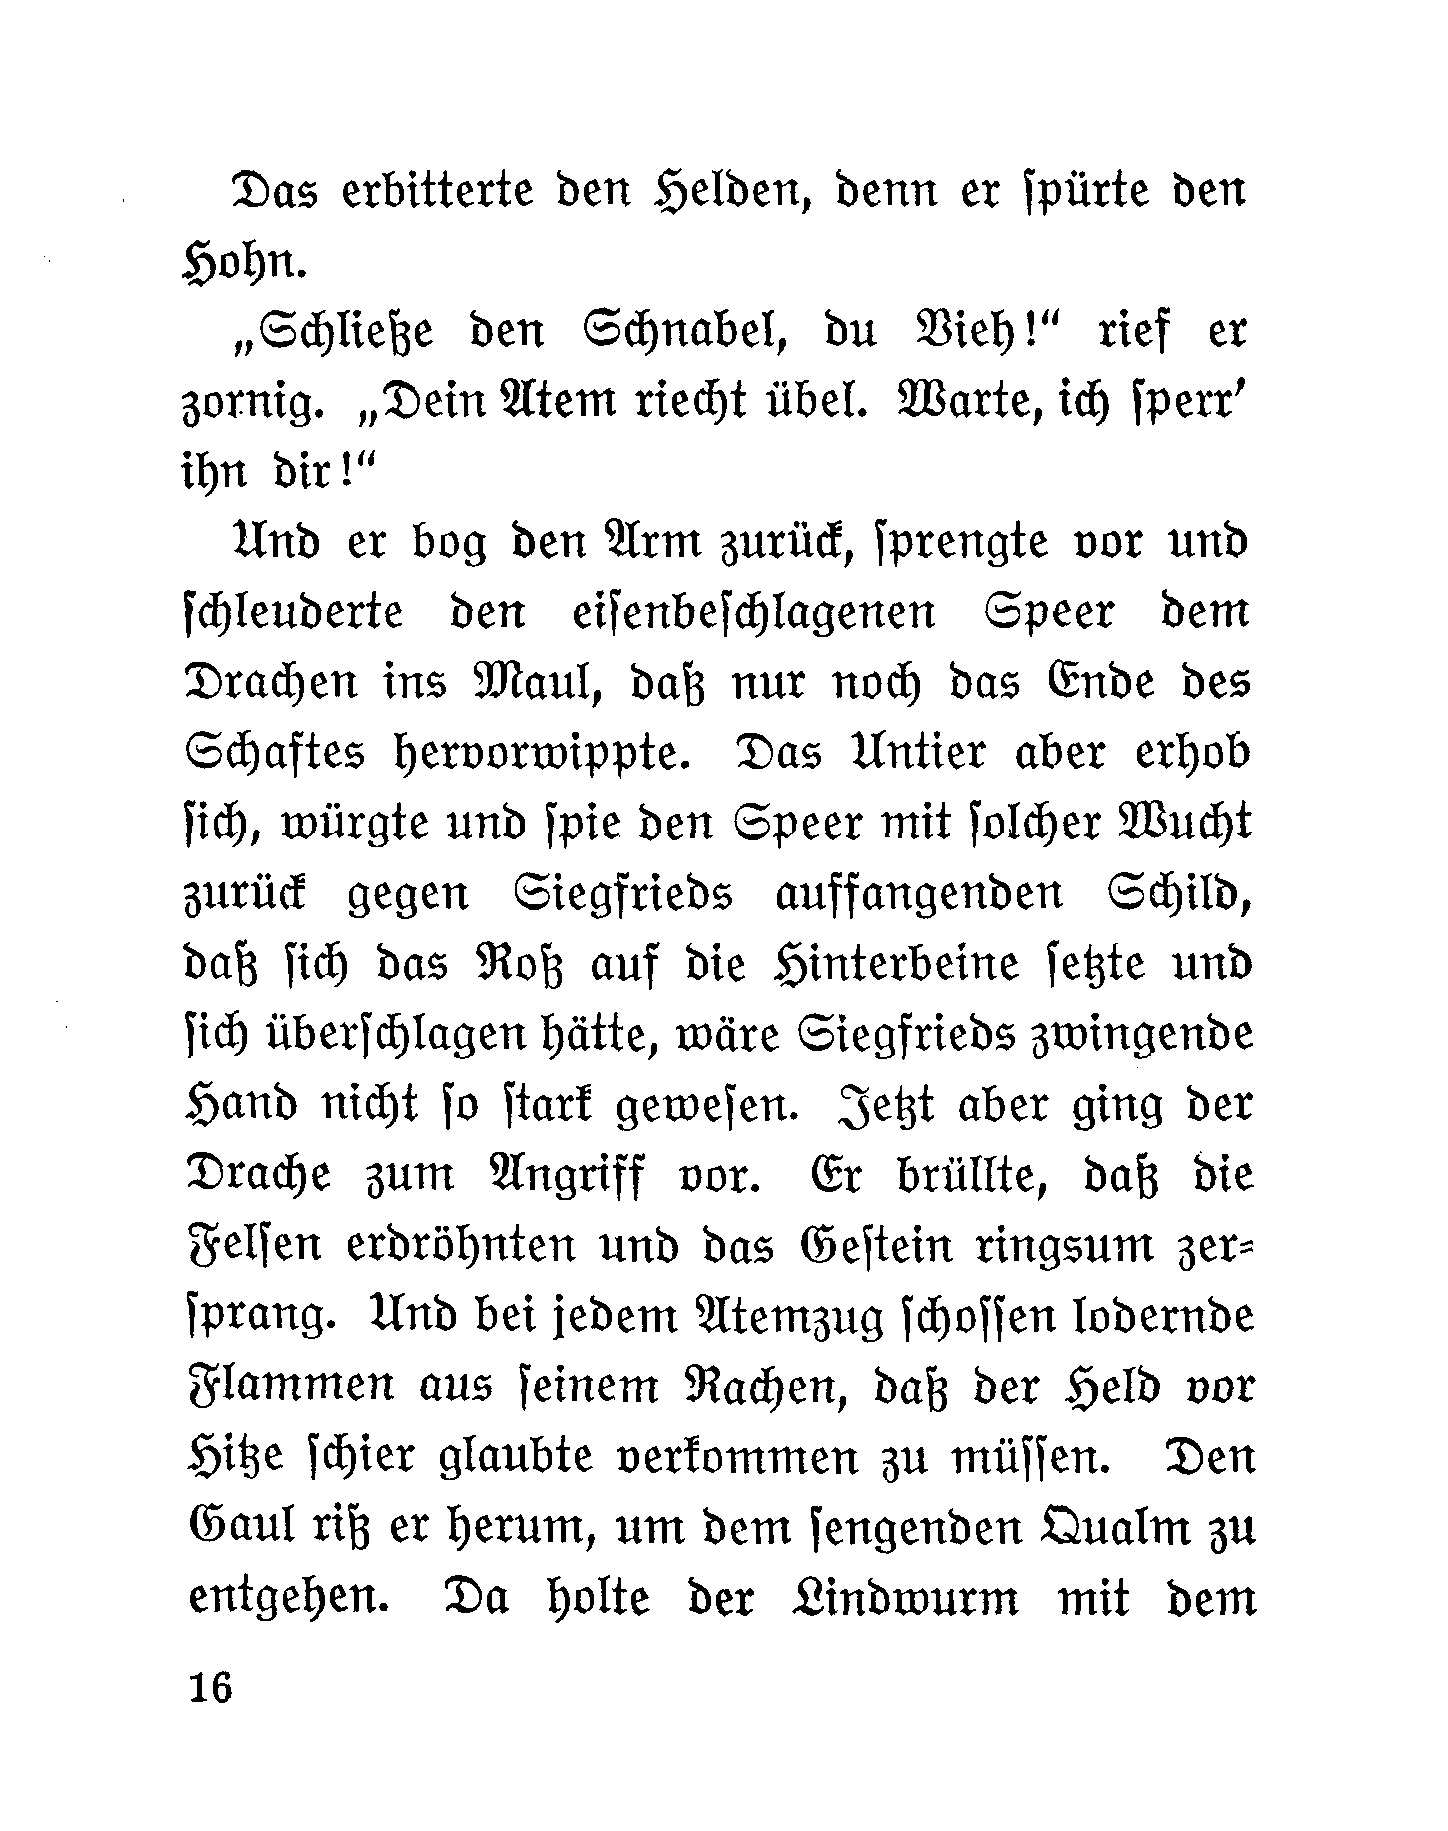 Das erbitterte den Helden, denn er ſpürte den
Hohn.
„Schließe den Schnabel, du Vieh!“ rief er
zornig. „Dein Atem riecht übel. Warte, ich ſperr’
ihn dir!“
Und er bog den Arm zurück, ſprengte vor und
ſchleuderte den eiſenbeſchlagenen Speer dem
Drachen ins Maul, daß nur noch das Ende des
Schaftes hervorwippte. Das Untier aber erhob
ſich, würgte und ſpie den Speer mit ſolcher Wucht
zurück gegen Siegfrieds auffangenden Schild,
daß ſich das Roß auf die Hinterbeine ſetzte und
ſich überſchlagen hätte, wäre Siegfrieds zwingende
Hand nicht ſo ſtark geweſen. Jetzt aber ging der
Drache zum Angriff vor. Er brüllte, daß die
Felſen erdröhnten und das Geſtein ringsum zer⸗
ſprang. Und bei jedem Atemzug ſchoſſen lodernde
Flammen aus ſeinem Rachen, daß der Held vor
Hitze ſchier glaubte verkommen zu müſſen. Den
Gaul riß er herum, um dem ſengenden Qualm zu
entgehen. Da holte der Lindwurm mit dem
16